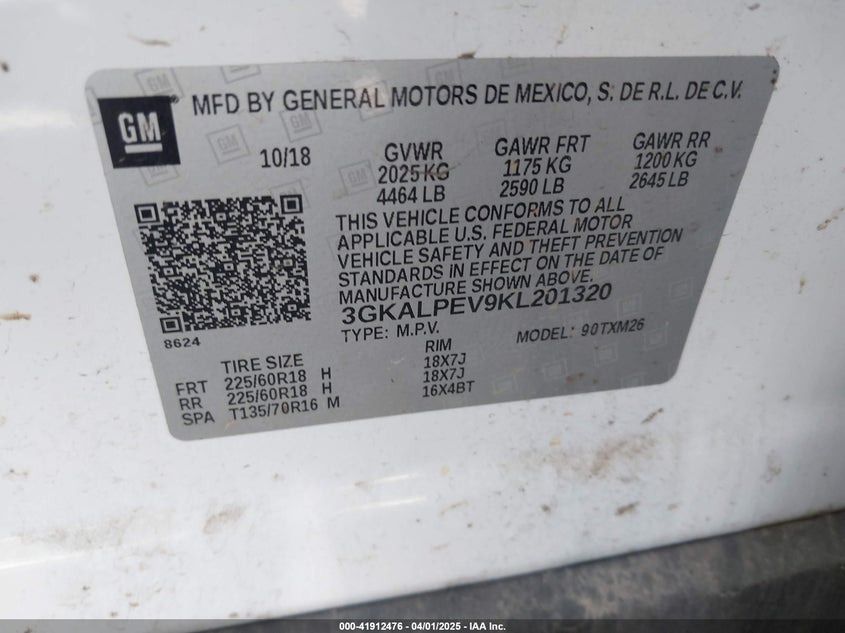 GM
GM ® MFD BY GENERAL MOTORS DE MEXICO, S. DE R.L. DE C.V.
10/18 GVWR GAWR FRT GAWR RR
2025 KG 1175 KG 1200 KG
4464 LB 2590 LB 2645 LB
THIS VEHICLE CONFORMS TO ALL
APPLICABLE U.S. FEDERAL MOTOR
VEHICLE SAFETY AND THEFT PREVENTION
STANDARDS IN EFFECT ON THE DATE OF
MANUFACTURE SHOWN ABOVE.
3GKALPEV9KL201320
8624 TYPE: M.P.V. MODEL: 90TXM26
TIRE SIZE RIM
FRT 225/60R18 H 18X7J
RR 225/60R18 H 18X7J
SPA T135/70R16 M 16X4BT
000-41912476 - 04/01/2025 - IAA Inc.